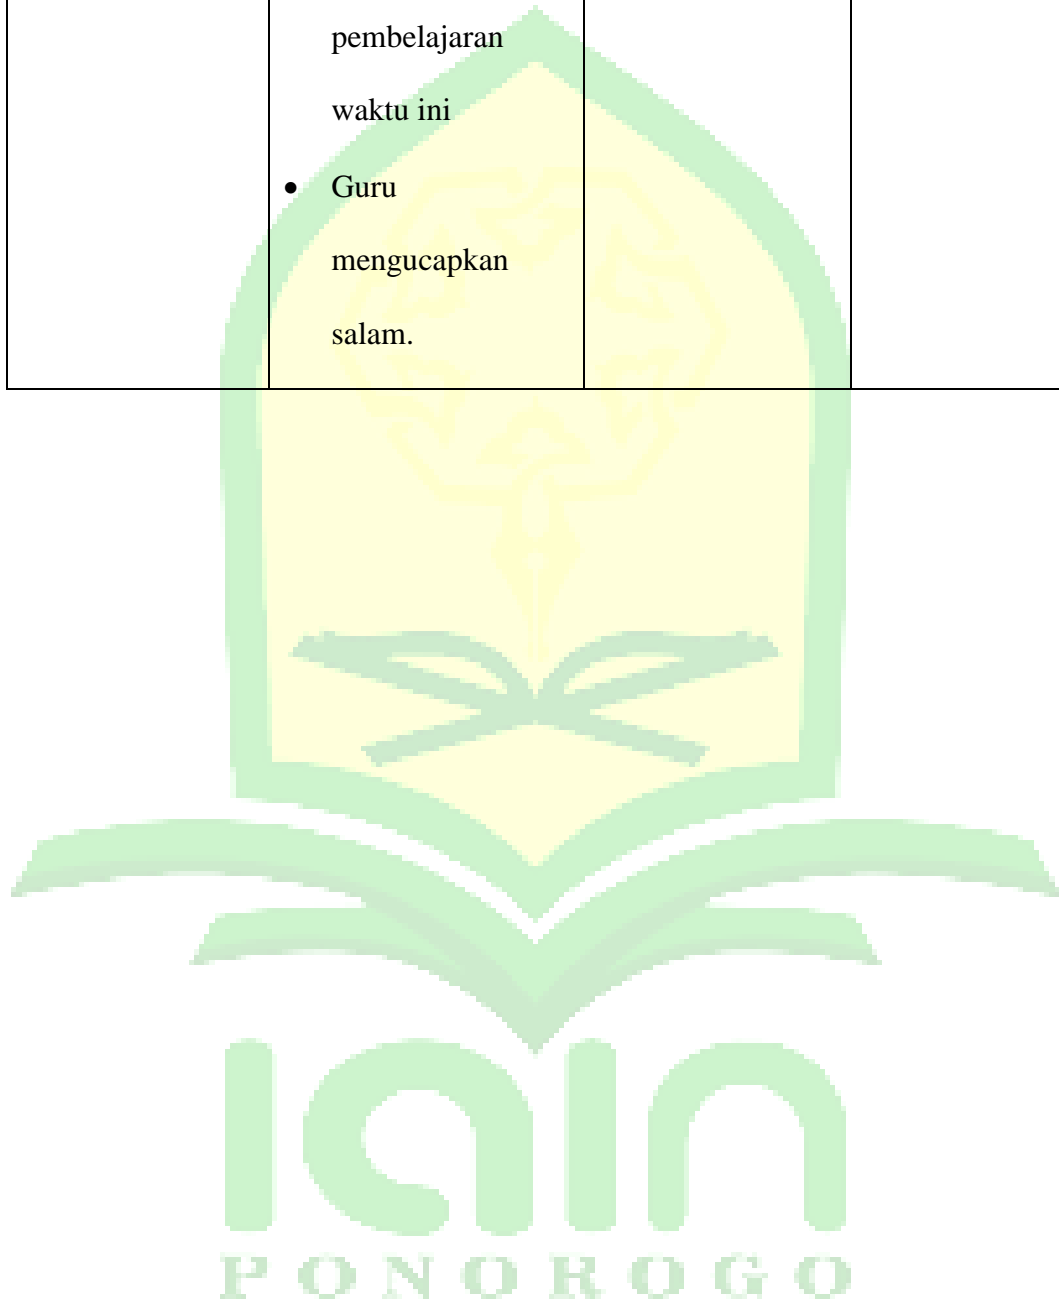 pembelajaran
waktu ini
• Guru
mengucapkan
salam.
iain
PONOROGO